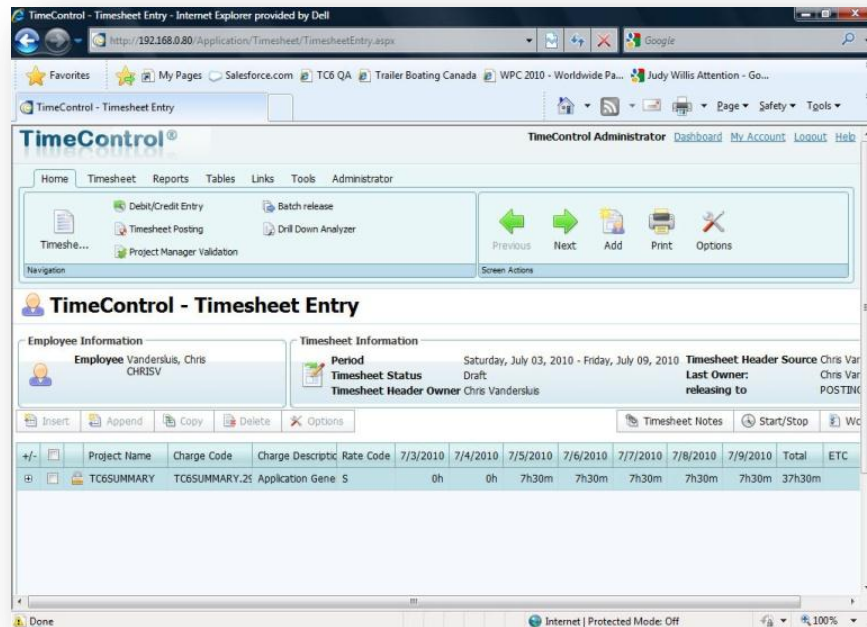 TimeControl - Timesheet Entry - Internet Explorer provided by Dell
http://192.168.0.80/Application/Timesheet/TimesheetEntry.aspx
Google
Favorites My Pages Salesforce.com TC6 QA Trailer Boating Canada WPC 2010 - Worldwide Pa... Judy Willis Attention - Go...
TimeControl - Timesheet Entry
Page Safety Tools
TimeControl®
TimeControl Administrator Dashboard My Account Logout Help
Home Timesheet Reports Tables Links Tools Administrator
Timeshe...
Debit/Credit Entry
Timesheet Posting
Project Manager Validation
Batch release
Drill Down Analyzer
Navigation
Previous Next Add Print Options
Screen Actions
TimeControl - Timesheet Entry
Employee Information
Employee Vandersluis, Chris
CHRISV
Timesheet Information
Period Saturday, July 03, 2010 - Friday, July 09, 2010
Timesheet Status Draft
Timesheet Header Owner Chris Vandersluis
Timesheet Header Source Chris Var
Last Owner: Chris Var
releasing to POSTING
Insert Append Copy Delete Options
Timesheet Notes Start/Stop Wo
+/- Project Name Charge Code Charge Descriptic Rate Code 7/3/2010 7/4/2010 7/5/2010 7/6/2010 7/7/2010 7/8/2010 7/9/2010 Total ETC
TC6SUMMARY TC6SUMMARY.29 Application Gene S 0h 0h 7h30m 7h30m 7h30m 7h30m 7h30m 37h30m
Done
Internet | Protected Mode: Off
100%